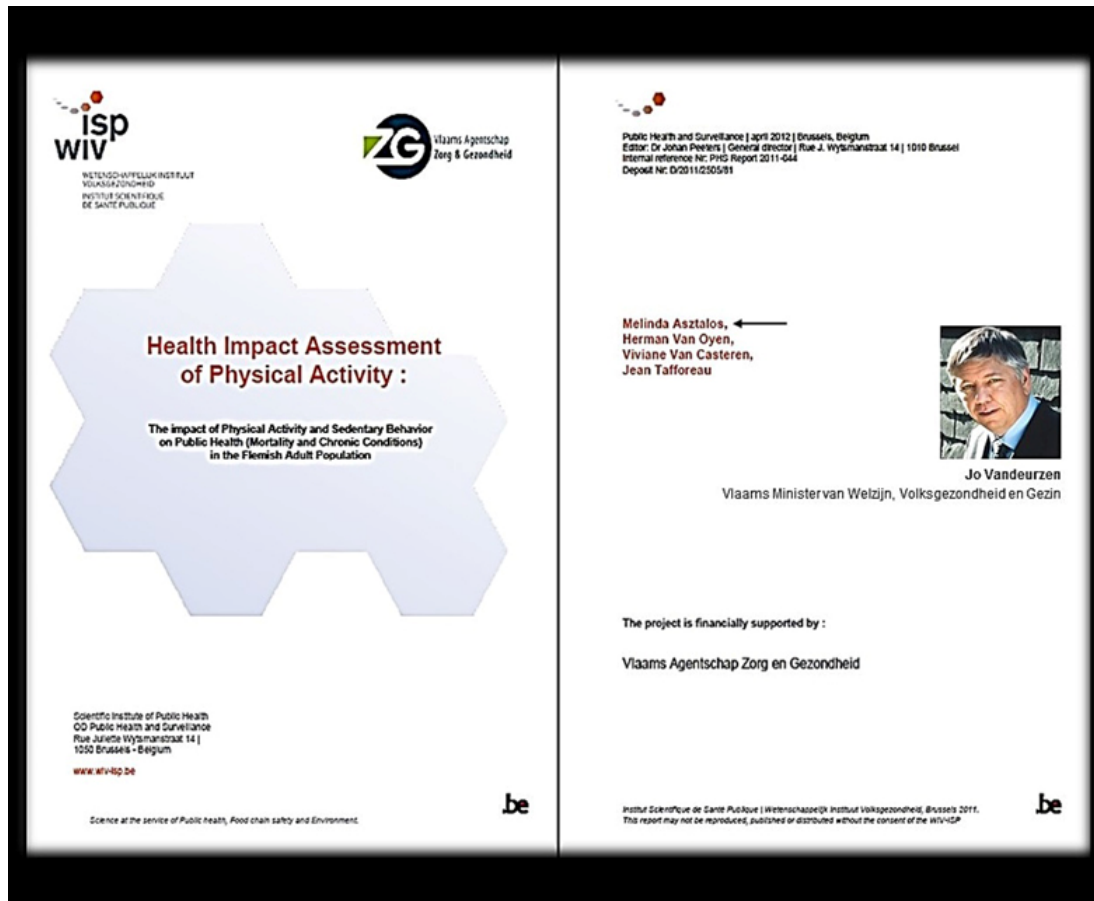 isp
WIV
WETENSCHAPPELIJK INSTITUUT
VOLKSGEZONDHEID
INSTITUT SCIENTIFIQUE
DE SANTÉ PUBLIQUE
ZG
Vlaams Agentschap
Zorg & Gezondheid
Health Impact Assessment
of Physical Activity :
The impact of Physical Activity and Sedentary Behavior
on Public Health (Mortality and Chronic Conditions)
in the Flemish Adult Population
Scientific Institute of Public Health
OD Public Health and Surveillance
Rue Juliette Wytsmanstraat 14 |
1050 Brussels - Belgium
www.wiv-isp.be
.be
Science at the service of Public health, Food chain safety and Environment.
Public Health and Surveillance | april 2012 | Brussels, Belgium
Editor: Dr Johan Peeters | General director | Rue J. Wytsmanstraat 14 | 1010 Brussel
Internal reference Nr: PHS Report 2011-044
Deposit Nr: D/2011/2505/81
Melinda Asztalos,
Herman Van Oyen,
Viviane Van Casteren,
Jean Tafforeau
Jo Vandeurzen
Vlaams Minister van Welzijn, Volksgezondheid en Gezin
The project is financially supported by :
Vlaams Agentschap Zorg en Gezondheid
.be
Institut Scientifique de Santé Publique | Wetenschappelijk Instituut Volksgezondheid, Brussels 2011.
This report may not be reproduced, published or distributed without the consent of the WIV-ISP